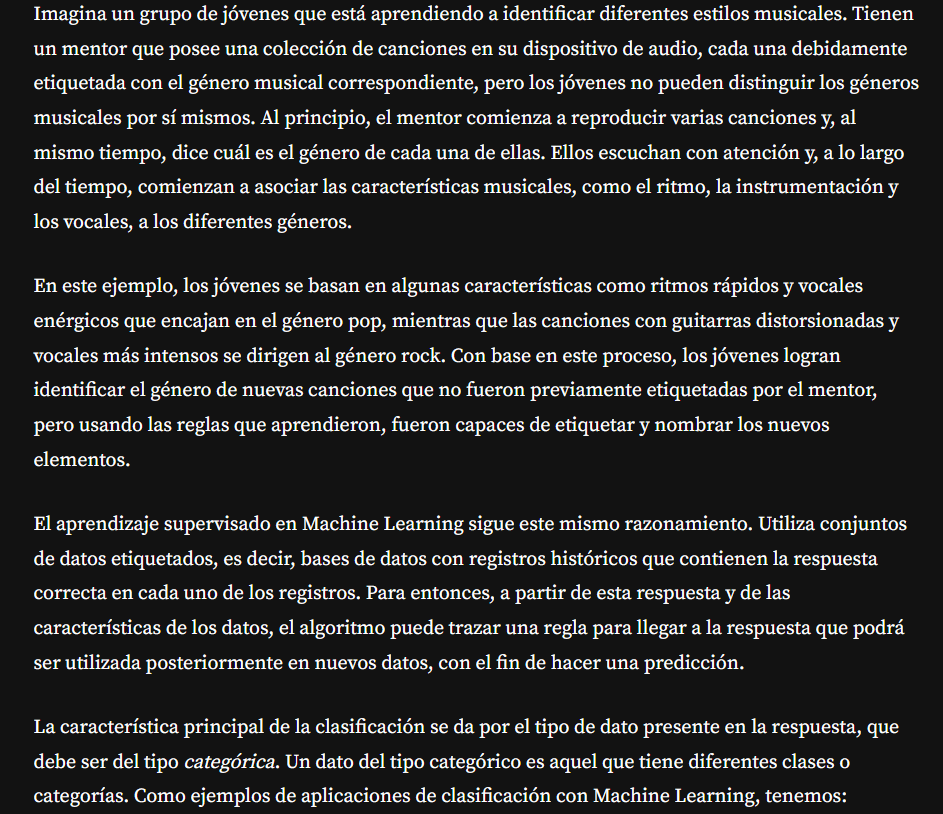 Imagina un grupo de jóvenes que está aprendiendo a identificar diferentes estilos musicales. Tienen
un mentor que posee una colección de canciones en su dispositivo de audio, cada una debidamente
etiquetada con el género musical correspondiente, pero los jóvenes no pueden distinguir los géneros
musicales por sí mismos. Al principio, el mentor comienza a reproducir varias canciones y, al
mismo tiempo, dice cuál es el género de cada una de ellas. Ellos escuchan con atención y, a lo largo
del tiempo, comienzan a asociar las características musicales, como el ritmo, la instrumentación y
los vocales, a los diferentes géneros.
En este ejemplo, los jóvenes se basan en algunas características como ritmos rápidos y vocales
enérgicos que encajan en el género pop, mientras que las canciones con guitarras distorsionadas y
vocales más intensos se dirigen al género rock. Con base en este proceso, los jóvenes logran
identificar el género de nuevas canciones que no fueron previamente etiquetadas por el mentor,
pero usando las reglas que aprendieron, fueron capaces de etiquetar y nombrar los nuevos
elementos.
El aprendizaje supervisado en Machine Learning sigue este mismo razonamiento. Utiliza conjuntos
de datos etiquetados, es decir, bases de datos con registros históricos que contienen la respuesta
correcta en cada uno de los registros. Para entonces, a partir de esta respuesta y de las
características de los datos, el algoritmo puede trazar una regla para llegar a la respuesta que podrá
ser utilizada posteriormente en nuevos datos, con el fin de hacer una predicción.
La característica principal de la clasificación se da por el tipo de dato presente en la respuesta, que
debe ser del tipo categórica. Un dato del tipo categórico es aquel que tiene diferentes clases o
categorías. Como ejemplos de aplicaciones de clasificación con Machine Learning, tenemos: